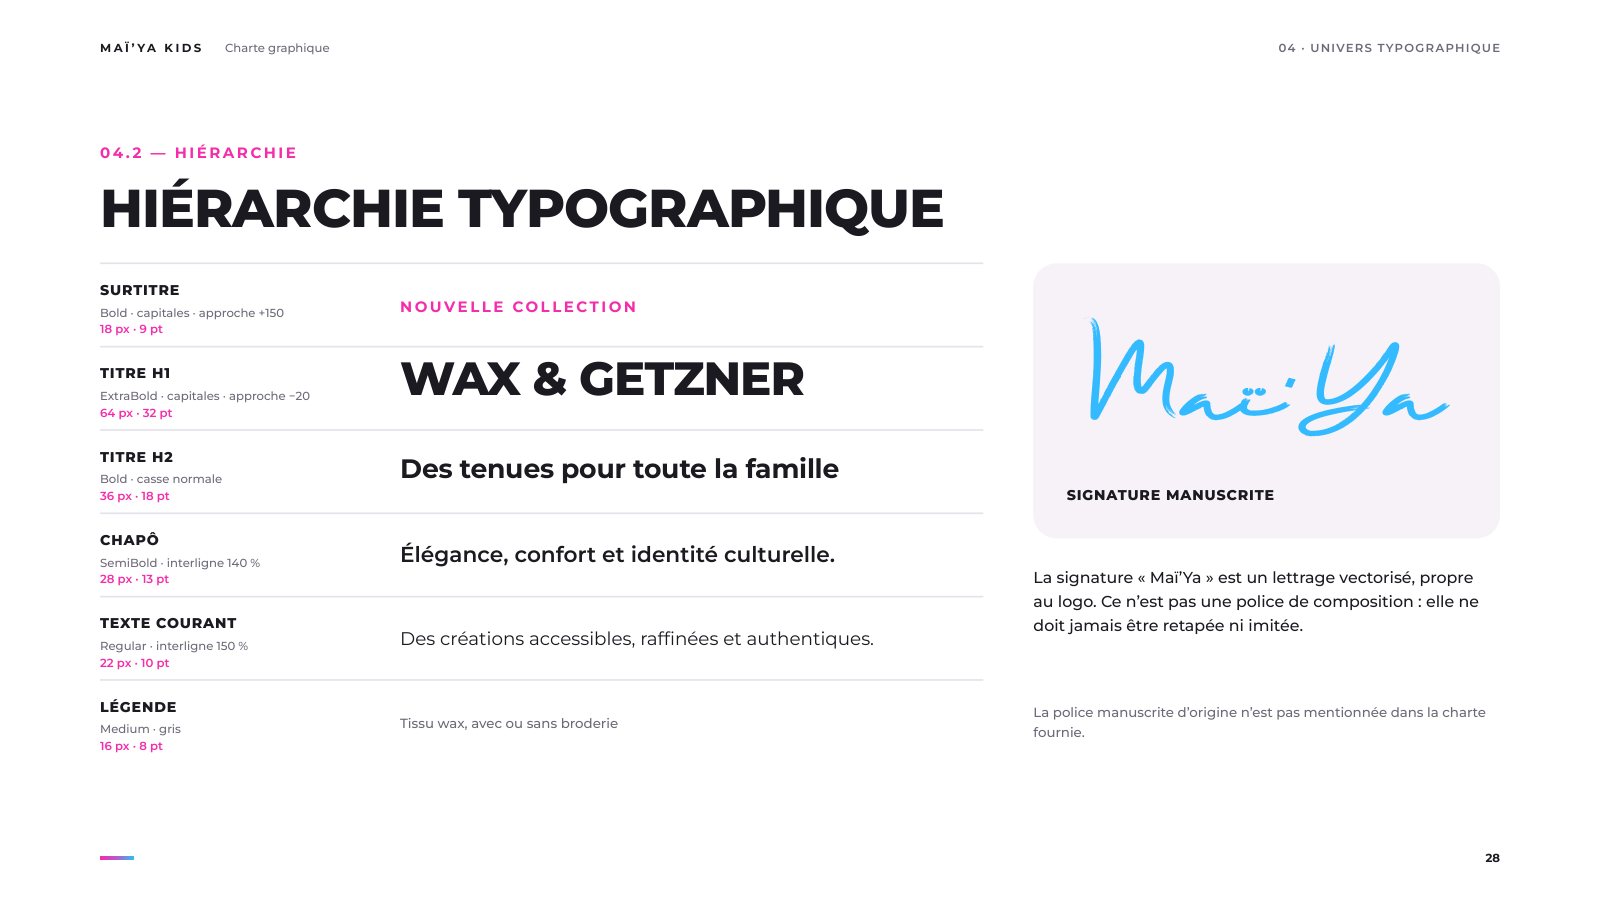 MAÏ’YA KIDS Charte graphique
04 · UNIVERS TYPOGRAPHIQUE
04.2 — HIÉRARCHIE
HIÉRARCHIE TYPOGRAPHIQUE
SURTITRE
Bold · capitales · approche +150
18 px · 9 pt
NOUVELLE COLLECTION
TITRE H1
ExtraBold · capitales · approche −20
64 px · 32 pt
WAX & GETZNER
TITRE H2
Bold · casse normale
36 px · 18 pt
Des tenues pour toute la famille
CHAPÔ
SemiBold · interligne 140 %
28 px · 13 pt
Élégance, confort et identité culturelle.
TEXTE COURANT
Regular · interligne 150 %
22 px · 10 pt
Des créations accessibles, raffinées et authentiques.
LÉGENDE
Medium · gris
16 px · 8 pt
Tissu wax, avec ou sans broderie
Maï'Ya
SIGNATURE MANUSCRITE
La signature « Maï’Ya » est un lettrage vectorisé, propre
au logo. Ce n’est pas une police de composition : elle ne
doit jamais être retapée ni imitée.
La police manuscrite d’origine n’est pas mentionnée dans la charte
fournie.
28